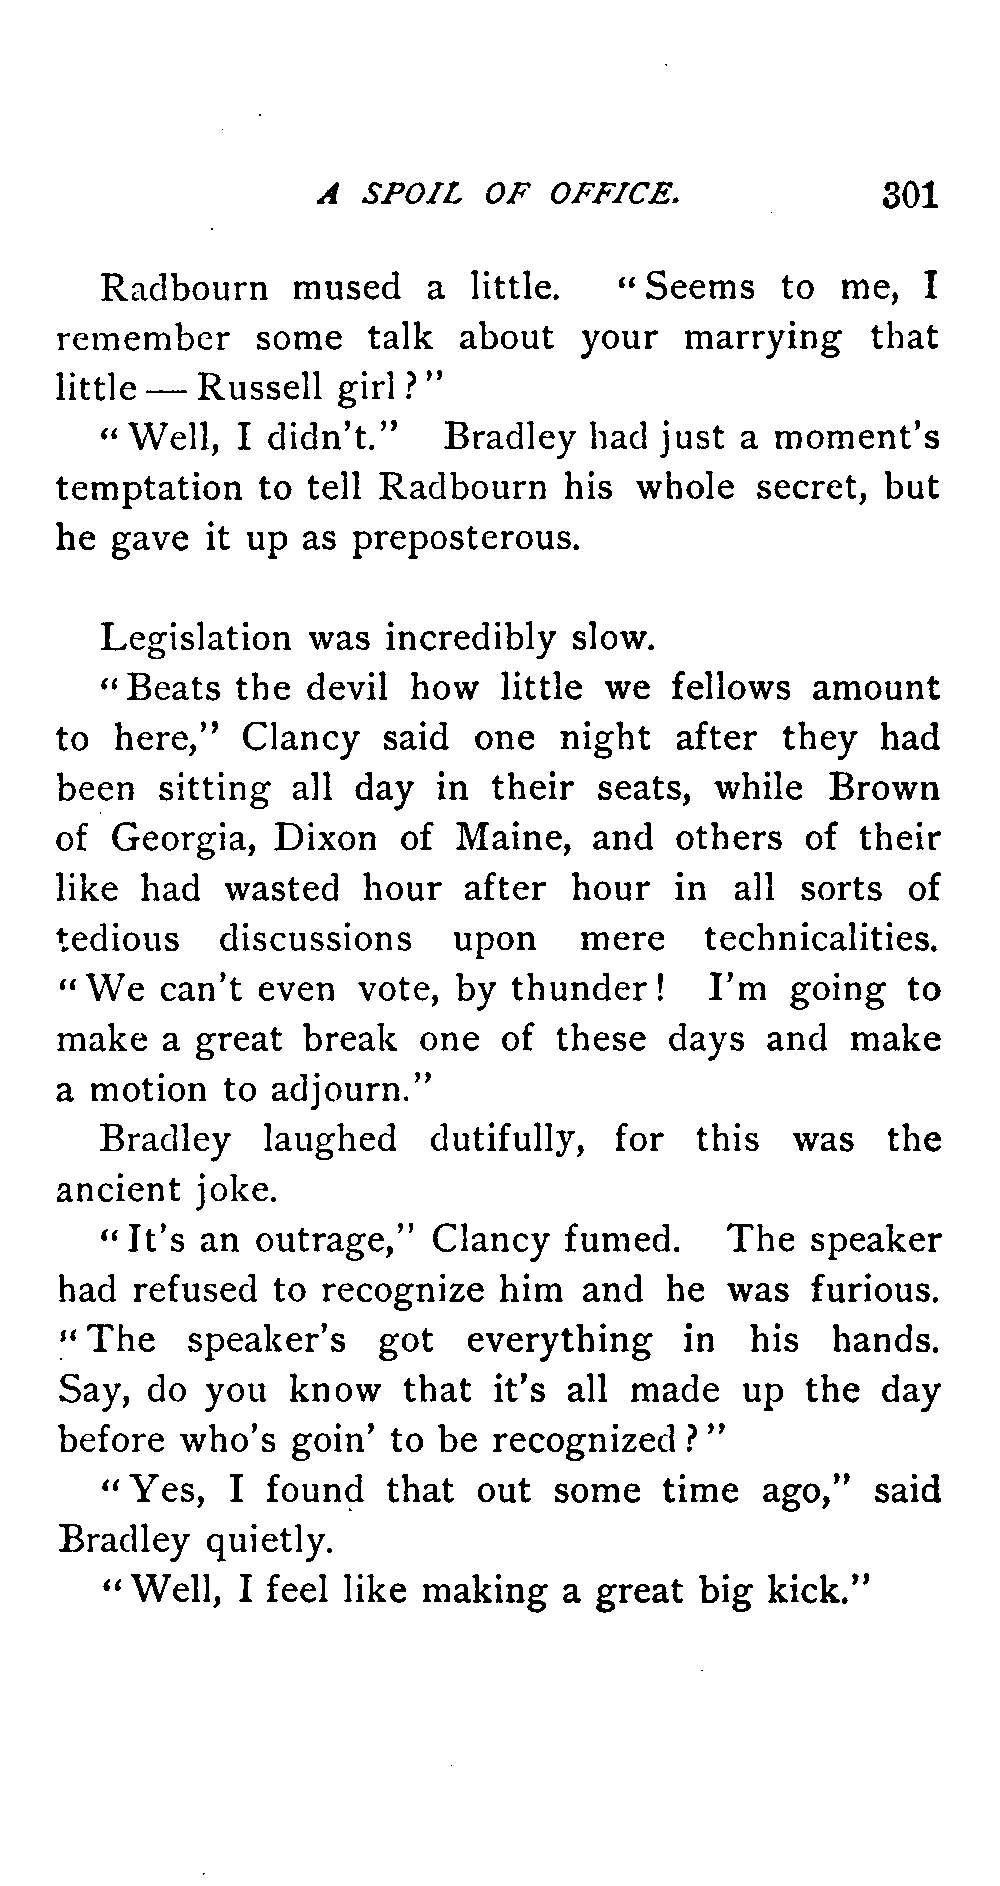 A SPOIL OF OFFICE. 301
Radbourn mused a little. "Seems to me, I
remember some talk about your marrying that
little — Russell girl?"
"Well, I didn't." Bradley had just a moment's
temptation to tell Radbourn his whole secret, but
he gave it up as preposterous.
Legislation was incredibly slow.
"Beats the devil how little we fellows amount
to here," Clancy said one night after they had
been sitting all day in their seats, while Brown
of Georgia, Dixon of Maine, and others of their
like had wasted hour after hour in all sorts of
tedious discussions upon mere technicalities.
"We can't even vote, by thunder! I'm going to
make a great break one of these days and make
a motion to adjourn."
Bradley laughed dutifully, for this was the
ancient joke.
"It's an outrage," Clancy fumed. The speaker
had refused to recognize him and he was furious.
"The speaker's got everything in his hands.
Say, do you know that it's all made up the day
before who's goin' to be recognized?"
"Yes, I found that out some time ago," said
Bradley quietly.
"Well, I feel like making a great big kick."